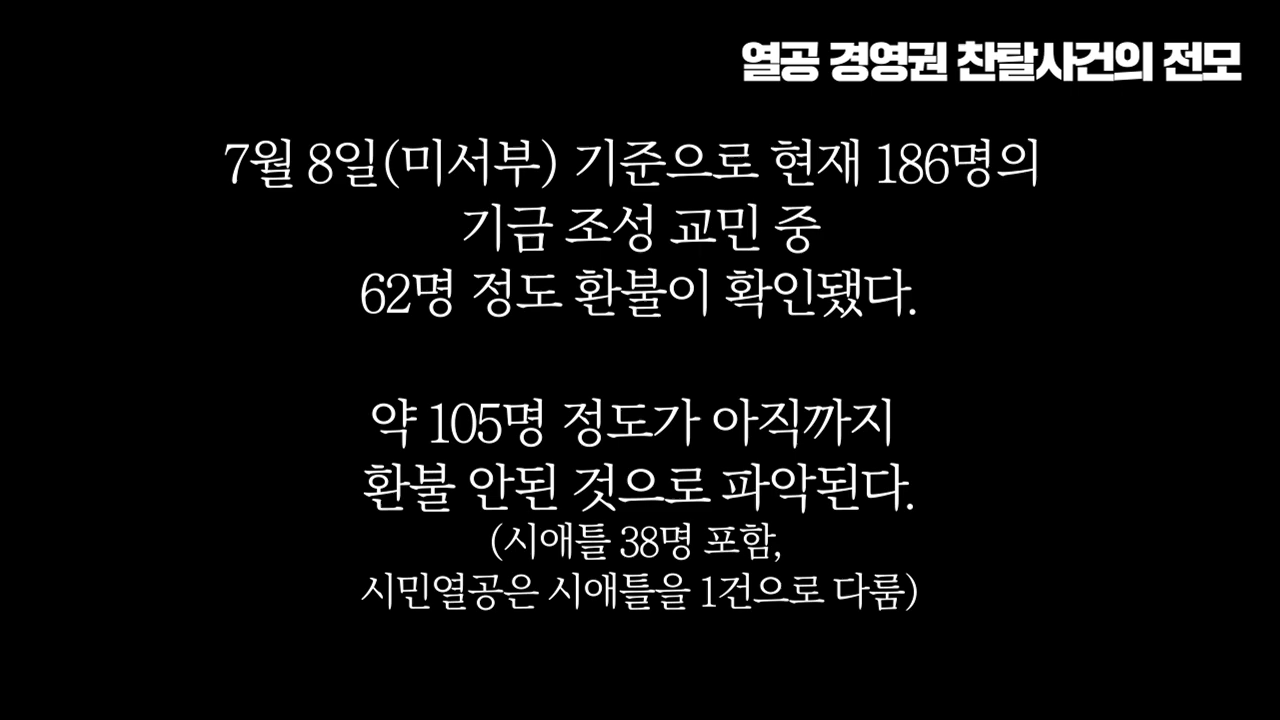 열공 경영권 찬탈사건의 전모
7월 8일(미서부) 기준으로 현재 186명의
기금 조성 교민 중
62명 정도 환불이 확인됐다.
약 105명 정도가 아직까지
환불 안된 것으로 파악된다.
(시애틀 38명 포함,
시민열공은 시애틀을 1건으로 다룸)